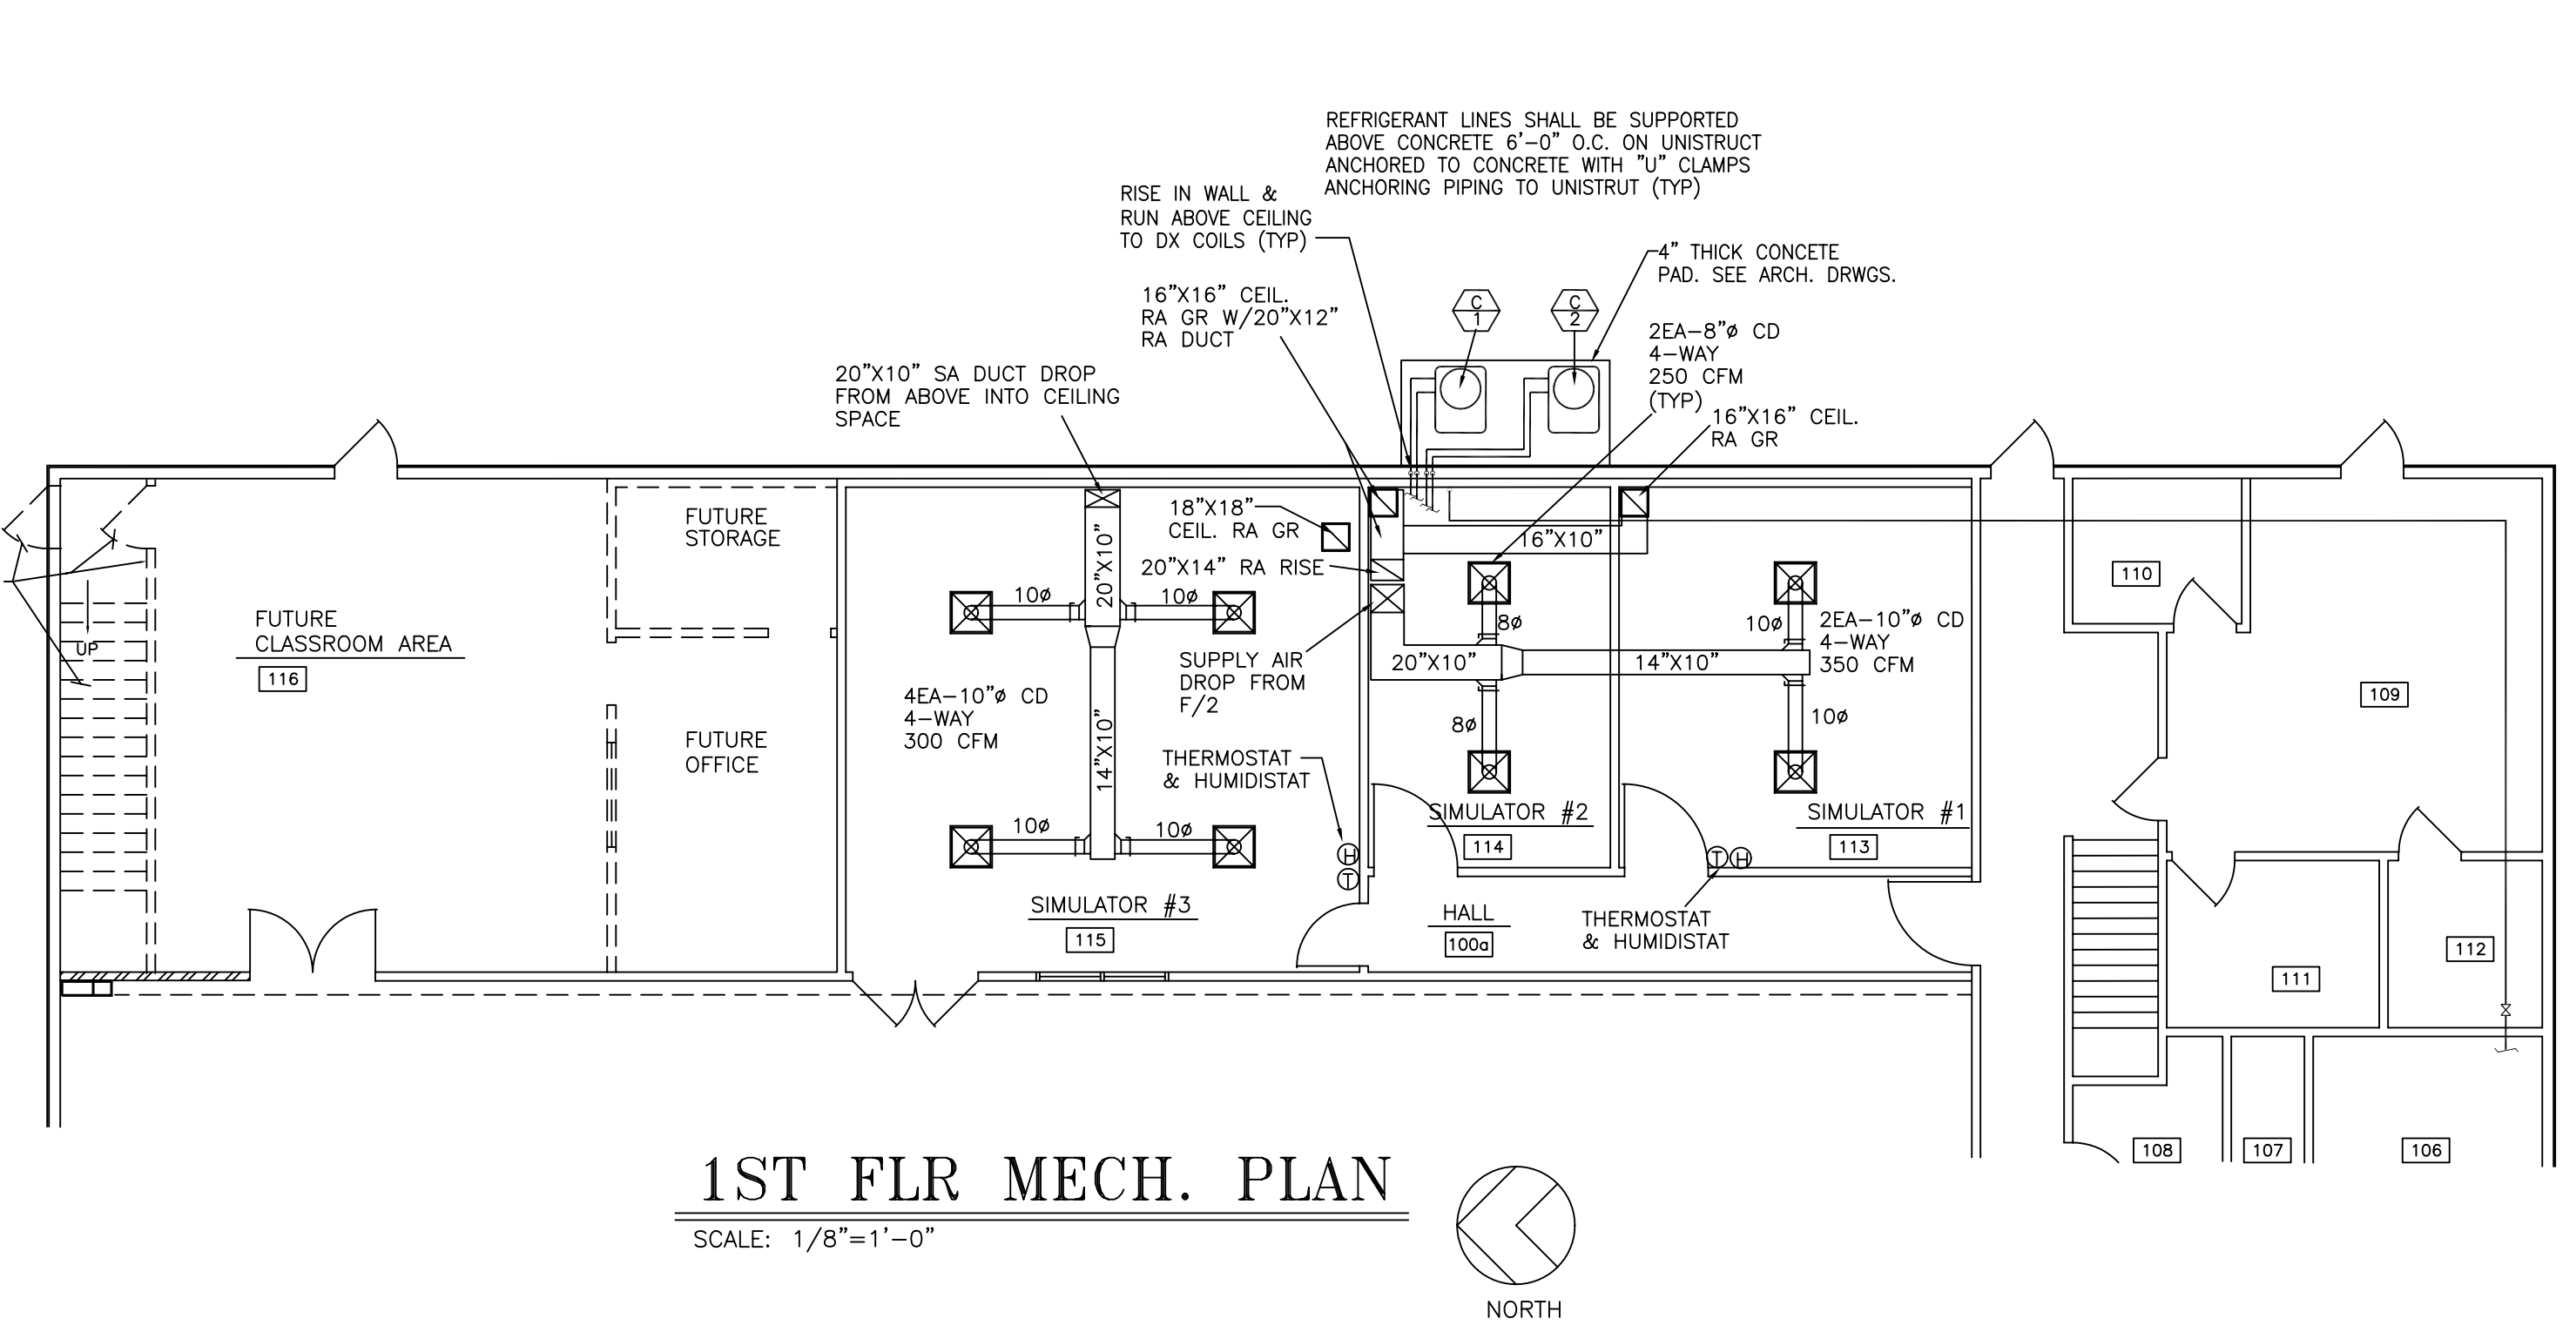 REFRIGERANT LINES SHALL BE SUPPORTED
ABOVE CONCRETE 6'-0" O.C. ON UNISTRUCT
ANCHORED TO CONCRETE WITH "U" CLAMPS
ANCHORING PIPING TO UNISTRUT (TYP)
RISE IN WALL &
RUN ABOVE CEILING
TO DX COILS (TYP)
4" THICK CONCETE
PAD. SEE ARCH. DRWGS.
16"X16" CEIL.
RA GR W/20"X12"
RA DUCT
C
1
C
2
2EA-8"ø CD
4-WAY
250 CFM
(TYP)
20"X10" SA DUCT DROP
FROM ABOVE INTO CEILING
SPACE
16"X16" CEIL.
RA GR
18"X18"
CEIL. RA GR
FUTURE
STORAGE
20"X10"
16"X10"
20"X14" RA RISE
110
10ø
10ø
FUTURE
CLASSROOM AREA
116
UP
8ø
10ø
2EA-10"ø CD
4-WAY
350 CFM
SUPPLY AIR
DROP FROM
F/2
20"X10"
14"X10"
109
4EA-10"ø CD
4-WAY
300 CFM
14"X10"
8ø
10ø
FUTURE
OFFICE
THERMOSTAT
& HUMIDISTAT
10ø
10ø
SIMULATOR #2
114
SIMULATOR #1
113
H
T
T
H
SIMULATOR #3
115
HALL
100a
THERMOSTAT
& HUMIDISTAT
112
111
108
107
106
1ST FLR MECH. PLAN
SCALE: 1/8"=1'-0"
NORTH